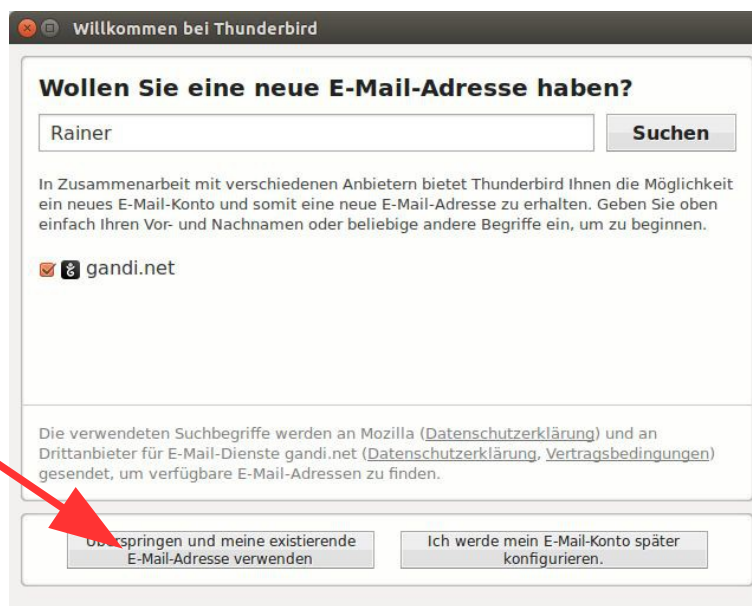 Willkommen bei Thunderbird
Wollen Sie eine neue E-Mail-Adresse haben?
Rainer
Suchen
In Zusammenarbeit mit verschiedenen Anbietern bietet Thunderbird Ihnen die Möglichkeit
ein neues E-Mail-Konto und somit eine neue E-Mail-Adresse zu erhalten. Geben Sie oben
einfach Ihren Vor- und Nachnamen oder beliebige andere Begriffe ein, um zu beginnen.
gandi.net
Die verwendeten Suchbegriffe werden an Mozilla (Datenschutzerklärung) und an
Drittanbieter für E-Mail-Dienste gandi.net (Datenschutzerklärung, Vertragsbedingungen)
gesendet, um verfügbare E-Mail-Adressen zu finden.
Überspringen und meine existierende
E-Mail-Adresse verwenden
Ich werde mein E-Mail-Konto später
konfigurieren.